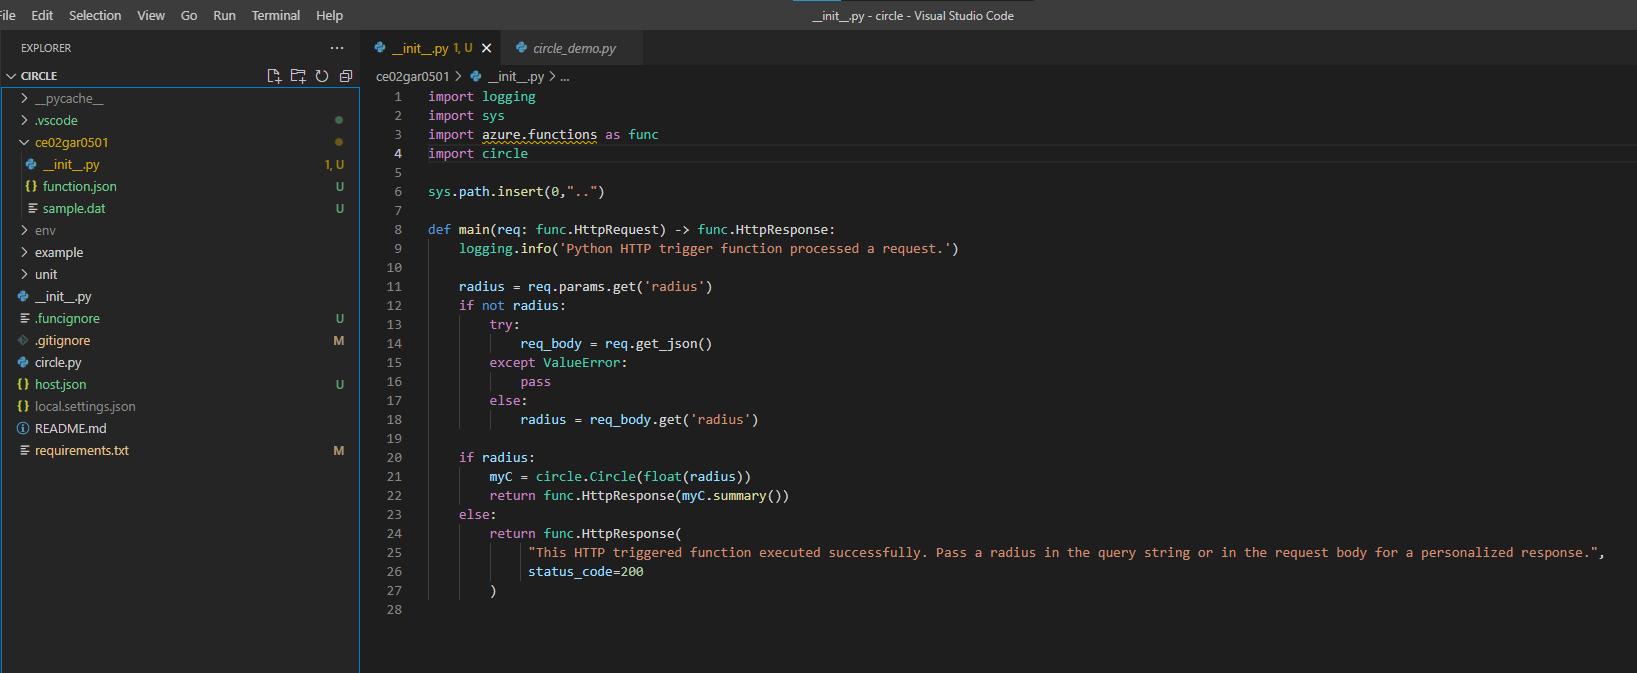 ile Edit Selection View Go Run Terminal Help
__init__.py - circle - Visual Studio Code
EXPLORER ...
CIRCLE
__pycache__
.vscode
ce02gar0501
__init__.py 1, U
{} function.json U
sample.dat U
env
example
unit
__init__.py
.funcignore U
.gitignore M
circle.py
{} host.json U
{} local.settings.json
README.md
requirements.txt M
__init__.py 1, U circle_demo.py
ce02gar0501 > __init__.py > ...
1 import logging
2 import sys
3 import azure.functions as func
4 import circle
5
6 sys.path.insert(0,"..")
7
8 def main(req: func.HttpRequest) -> func.HttpResponse:
9 logging.info('Python HTTP trigger function processed a request.')
10
11 radius = req.params.get('radius')
12 if not radius:
13 try:
14 req_body = req.get_json()
15 except ValueError:
16 pass
17 else:
18 radius = req_body.get('radius')
19
20 if radius:
21 myC = circle.Circle(float(radius))
22 return func.HttpResponse(myC.summary())
23 else:
24 return func.HttpResponse(
25 "This HTTP triggered function executed successfully. Pass a radius in the query string or in the request body for a personalized response.",
26 status_code=200
27 )
28